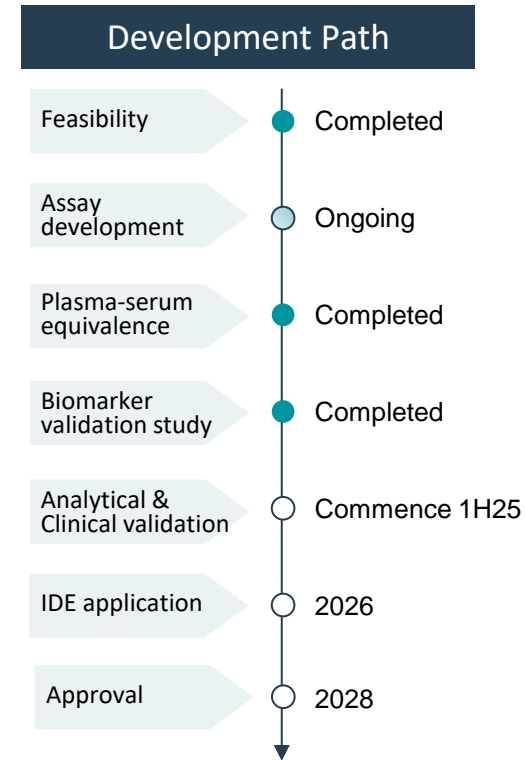 Development Path
Feasibility
Completed
Assay
development
Ongoing
Plasma-serum
equivalence
Completed
Biomarker
validation study
Completed
Analytical &
Clinical validation
Commence 1H25
IDE application
2026
Approval
2028